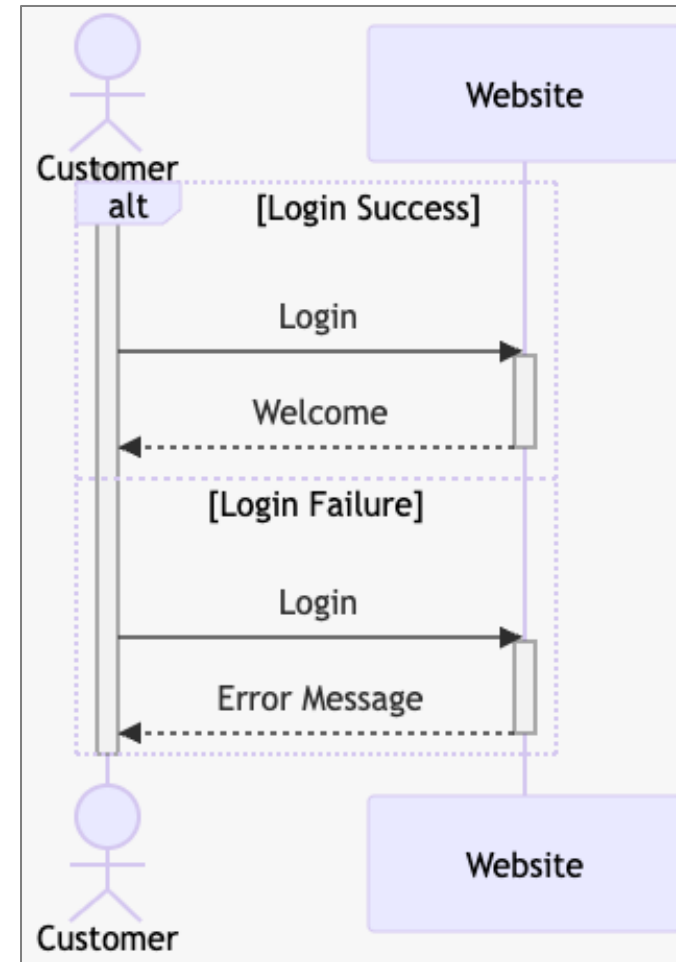 Customer
Website
alt
[Login Success]
Login
Welcome
[Login Failure]
Login
Error Message
Customer
Website